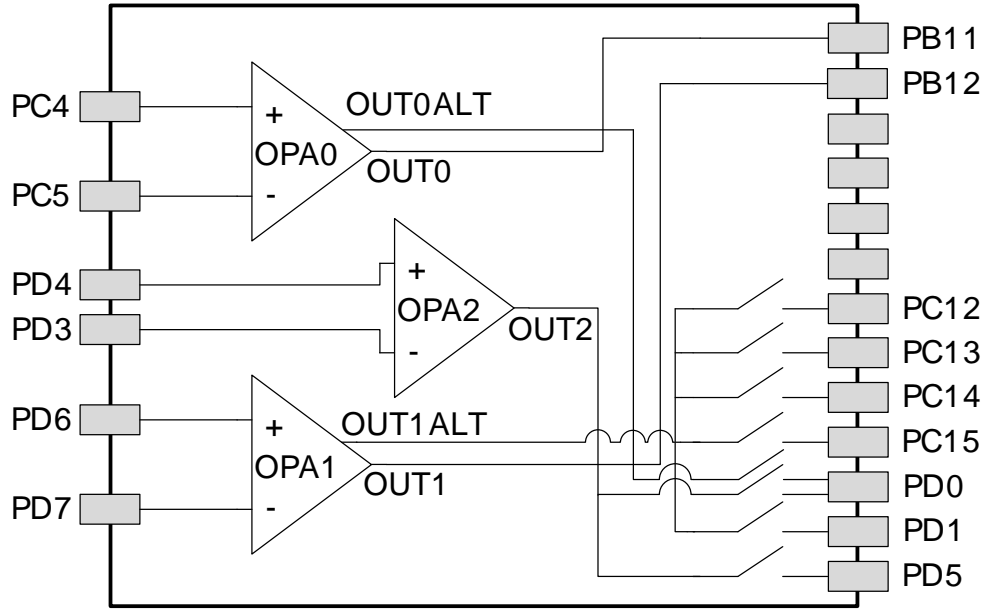 PB11
PB12
PC4
OUT0ALT
+
OPA0
OUT0
PC5
-
PD4
+
OPA2
PD3
OUT2
-
PC12
PC13
PC14
PC15
PD6
OUT1ALT
+
OPA1
OUT1
PD7
-
PD0
PD1
PD5